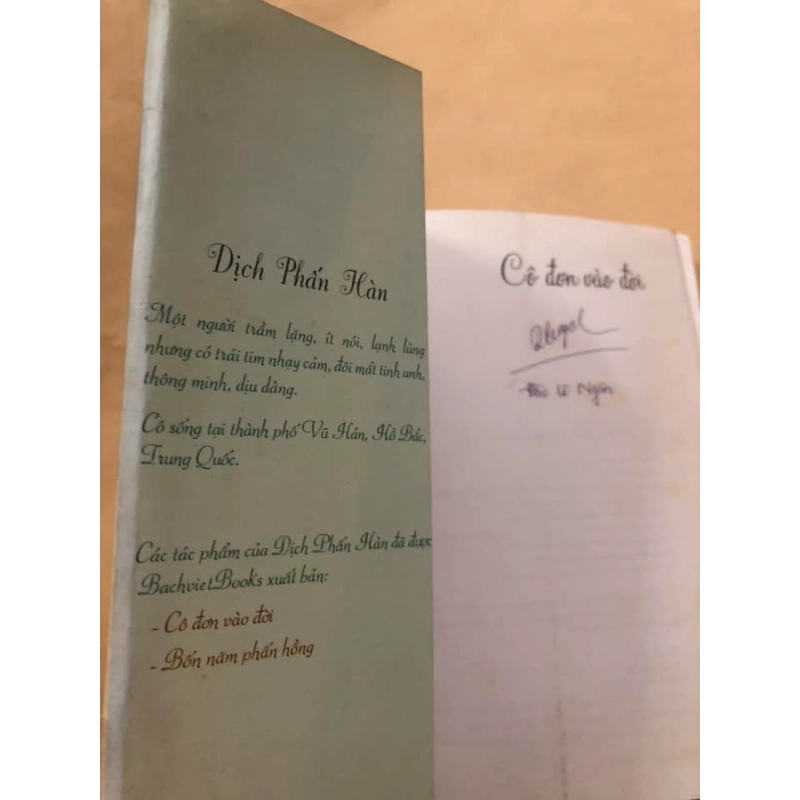 Dịch Phấn Hàn
Một người trầm lặng, ít nói, lạnh lùng
nhưng có trái tim nhạy cảm, đôi mắt tinh anh,
thông minh, dịu dàng.
Cô sống tại thành phố Vũ Hán, Hồ Bắc,
Trung Quốc.
Các tác phẩm của Dịch Phấn Hàn đã được
BachvietBooks xuất bản:
- Cô đơn vào đời
- Bốn năm phấn hồng
Cô đơn vào đời
Ngân